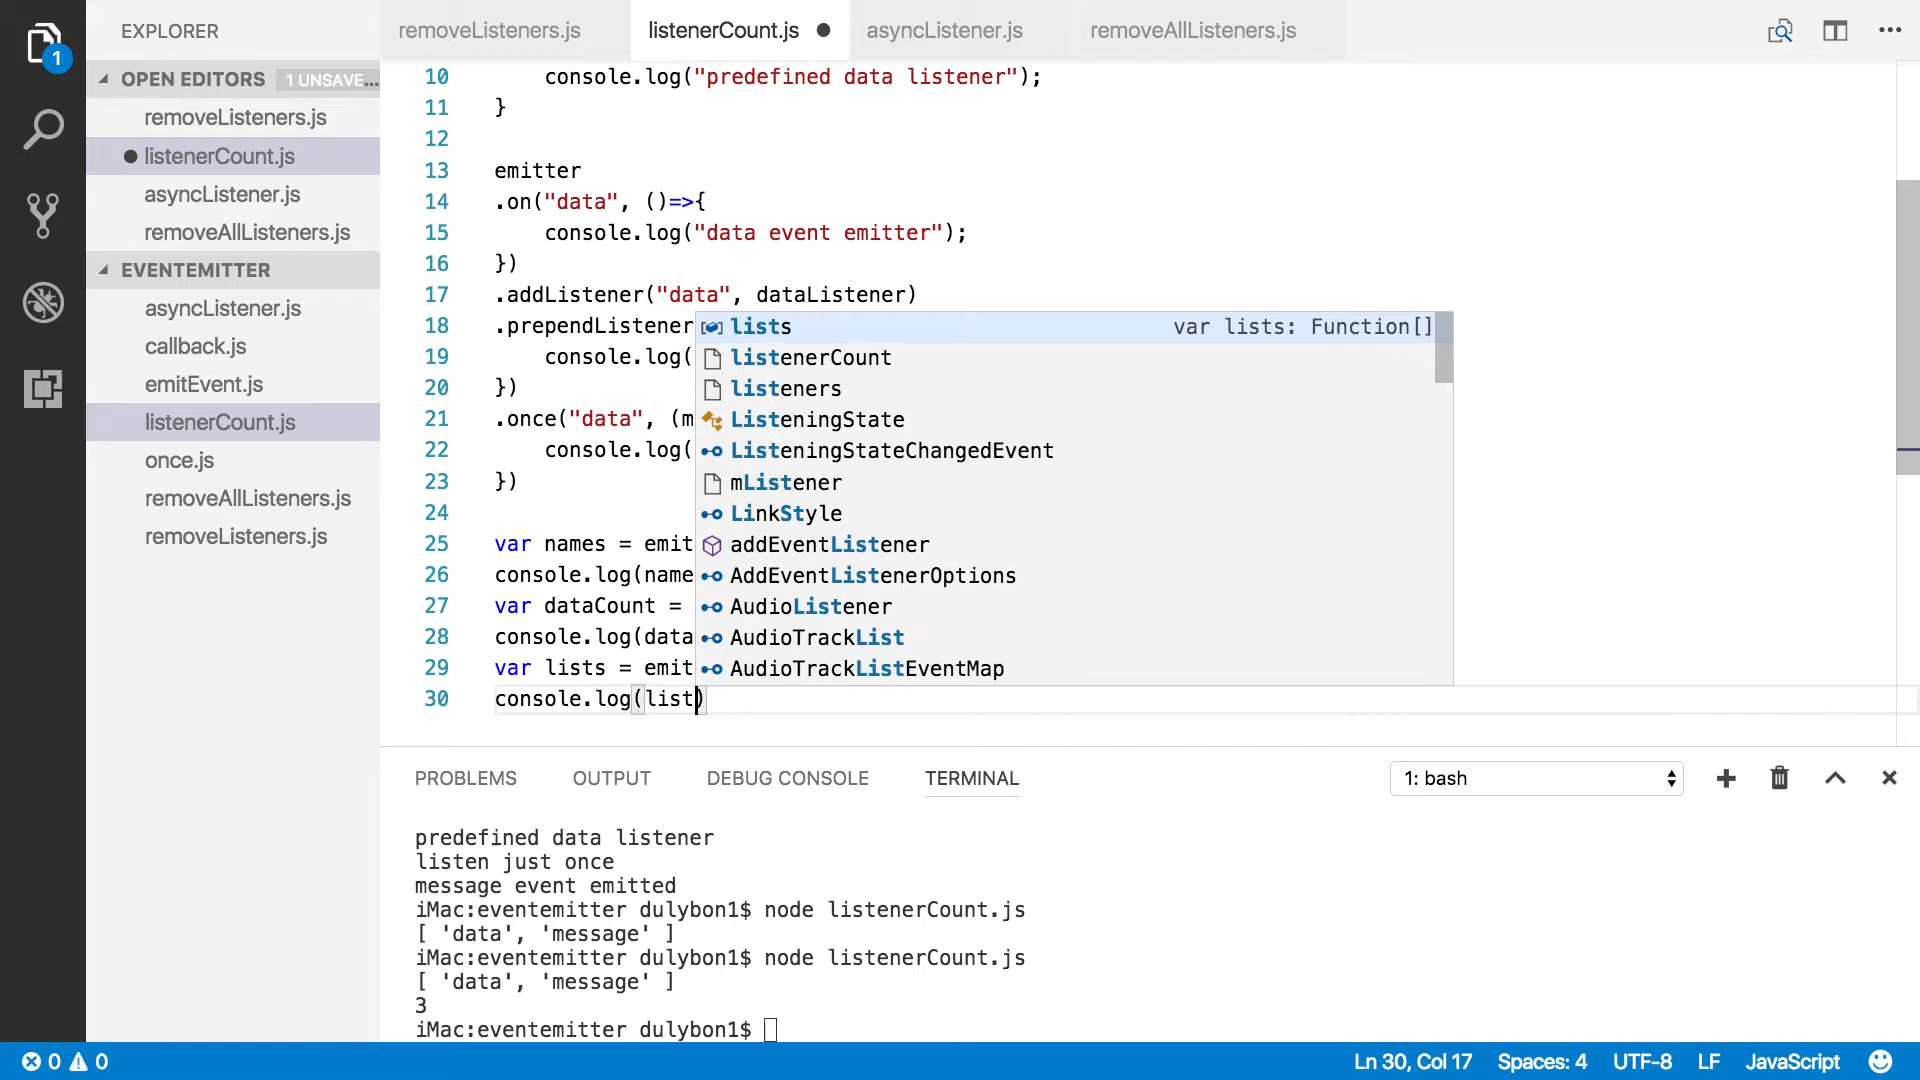 EXPLORER
removeListeners.js
listenerCount.js
asyncListener.js
removeAllListeners.js
1
OPEN EDITORS
1 UNSAVE...
removeListeners.js
listenerCount.js
asyncListener.js
removeAllListeners.js
EVENTEMITTER
asyncListener.js
callback.js
emitEvent.js
listenerCount.js
once.js
removeAllListeners.js
removeListeners.js
10 console.log("predefined data listener");
11 }
12
13 emitter
14 .on("data", ()=>{
15 console.log("data event emitter");
16 })
17 .addListener("data", dataListener)
18 .prependListener
19 console.log(
20 })
21 .once("data", (m
22 console.log(
23 })
24
25 var names = emit
26 console.log(name
27 var dataCount =
28 console.log(data
29 var lists = emit
30 console.log(list)
lists var lists: Function[]
listenerCount
listeners
ListeningState
ListeningStateChangedEvent
mListener
LinkStyle
addEventListener
AddEventListenerOptions
AudioListener
AudioTrackList
AudioTrackListEventMap
PROBLEMS OUTPUT DEBUG CONSOLE TERMINAL 1: bash
predefined data listener
listen just once
message event emitted
iMac:eventemitter dulybon1$ node listenerCount.js
[ 'data', 'message' ]
iMac:eventemitter dulybon1$ node listenerCount.js
[ 'data', 'message' ]
3
iMac:eventemitter dulybon1$
0 0 Ln 30, Col 17 Spaces: 4 UTF-8 LF JavaScript